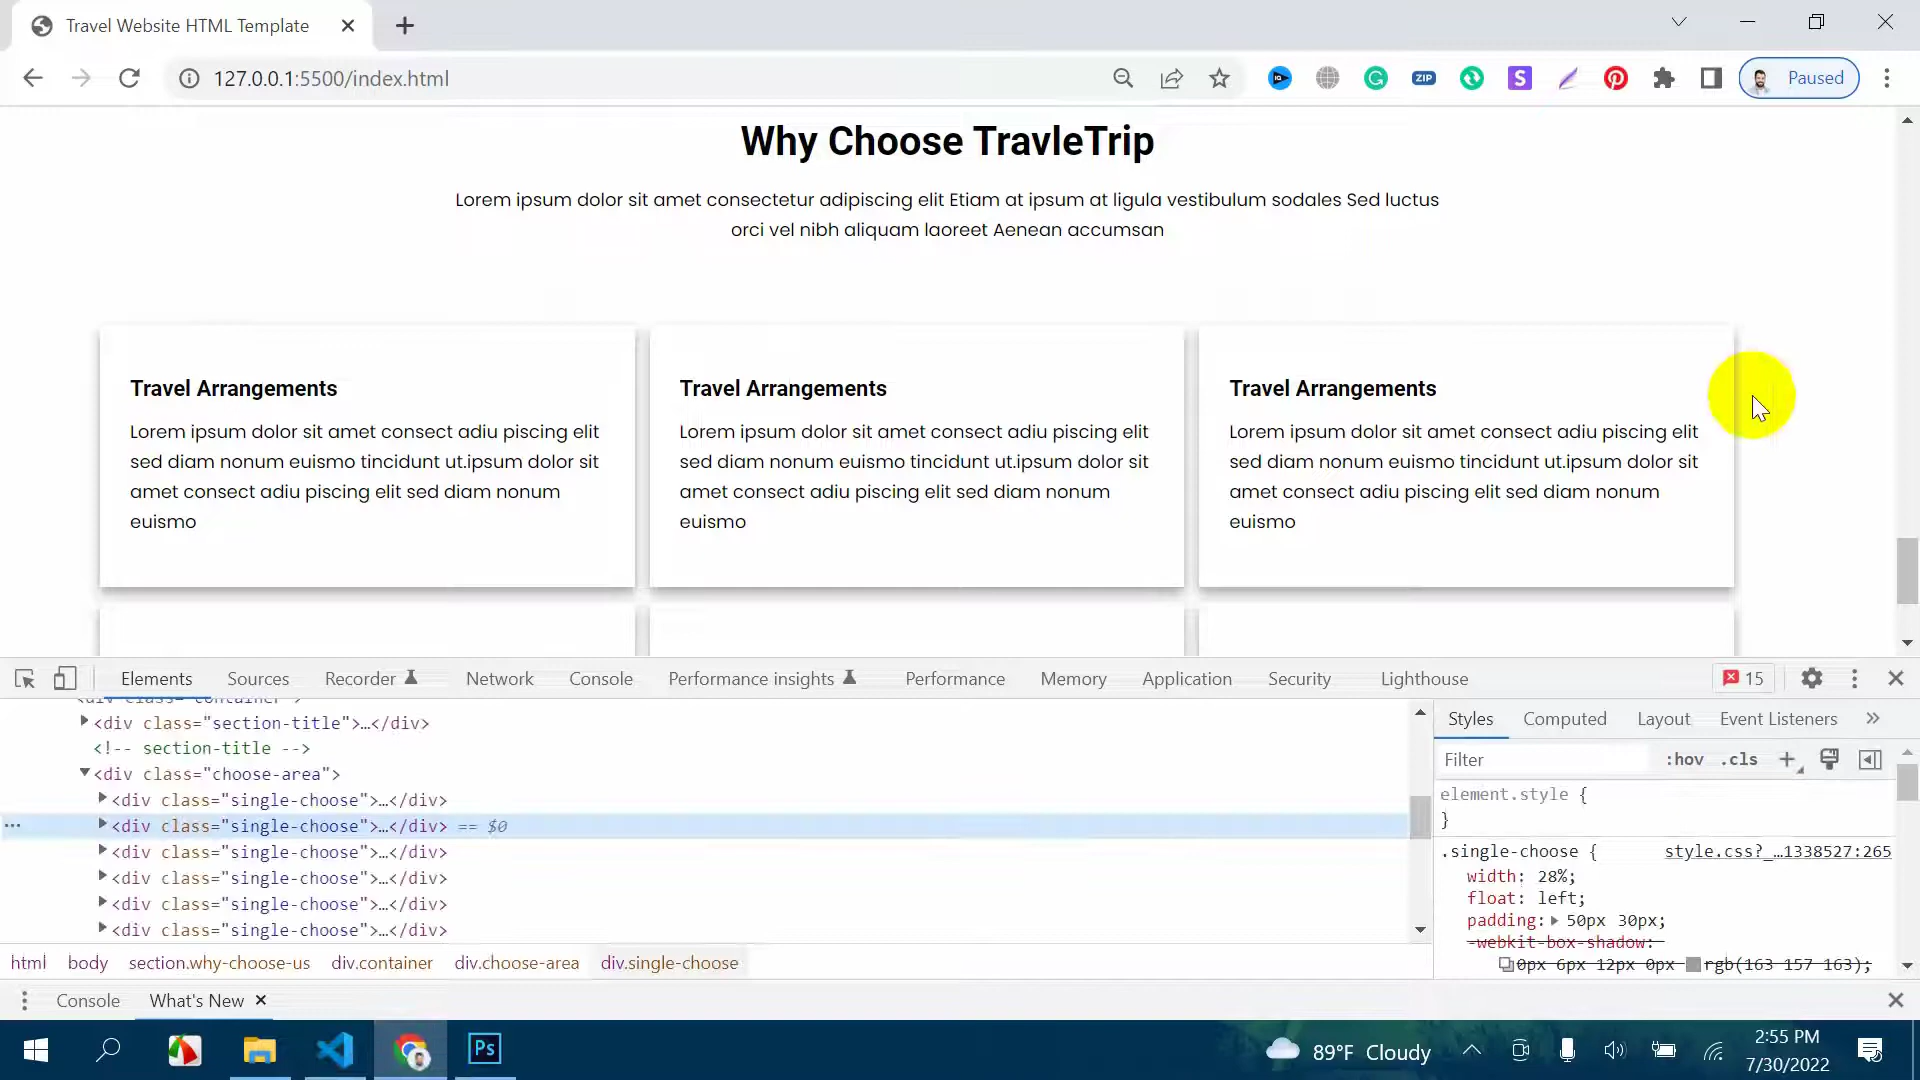 Travel Website HTML Template
127.0.0.1:5500/index.html
ZIP
S
Paused
Why Choose TravleTrip
Lorem ipsum dolor sit amet consectetur adipiscing elit Etiam at ipsum at ligula vestibulum sodales Sed luctus
orci vel nibh aliquam laoreet Aenean accumsan
Travel Arrangements
Lorem ipsum dolor sit amet consect adiu piscing elit
sed diam nonum euismo tincidunt ut.ipsum dolor sit
amet consect adiu piscing elit sed diam nonum
euismo
Travel Arrangements
Lorem ipsum dolor sit amet consect adiu piscing elit
sed diam nonum euismo tincidunt ut.ipsum dolor sit
amet consect adiu piscing elit sed diam nonum
euismo
Travel Arrangements
Lorem ipsum dolor sit amet consect adiu piscing elit
sed diam nonum euismo tincidunt ut.ipsum dolor sit
amet consect adiu piscing elit sed diam nonum
euismo
Elements Sources Recorder Network Console Performance insights Performance Memory Application Security Lighthouse 15
<div class="container">
<div class="section-title">…</div>
<!-- section-title -->
<div class="choose-area">
<div class="single-choose">…</div>
<div class="single-choose">…</div> == $0
<div class="single-choose">…</div>
<div class="single-choose">…</div>
<div class="single-choose">…</div>
<div class="single-choose">…</div>
html body section.why-choose-us div.container div.choose-area div.single-choose
Styles Computed Layout Event Listeners »
Filter :hov .cls +
element.style {
}
.single-choose { style.css?_…1338527:265
width: 28%;
float: left;
padding: 50px 30px;
-webkit-box-shadow:
0px 6px 12px 0px rgb(163 157 163);
Console What's New
Ps
89°F Cloudy
2:55 PM
7/30/2022